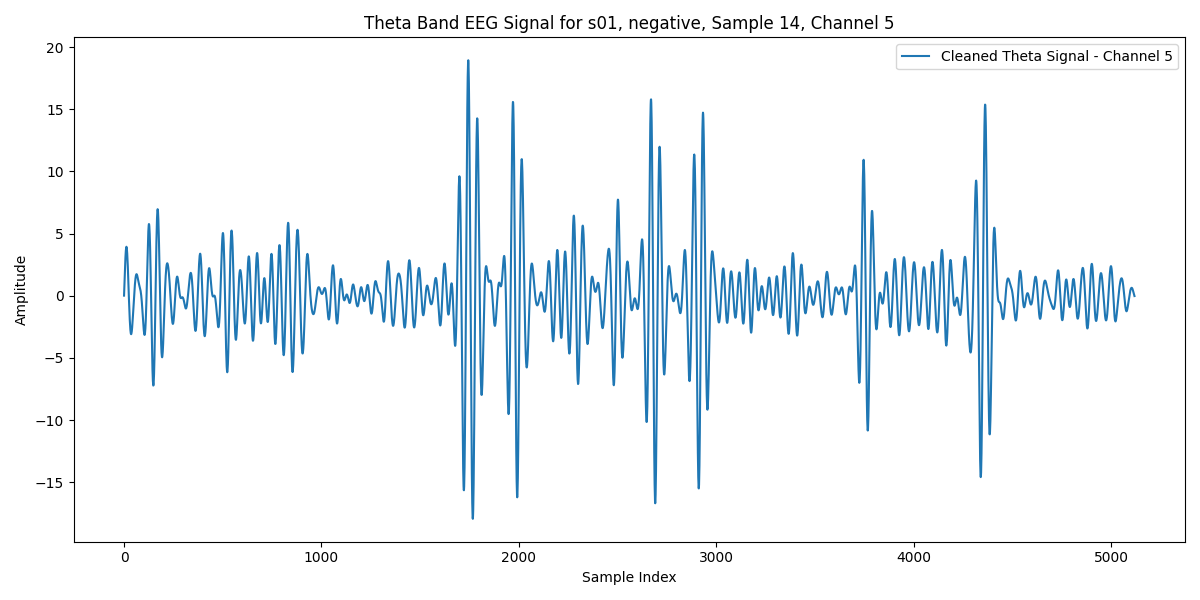 Theta Band EEG Signal for s01, negative, Sample 14, Channel 5
Cleaned Theta Signal - Channel 5
Amplitude
20
15
10
5
0
−5
−10
−15
0 1000 2000 3000 4000 5000
Sample Index